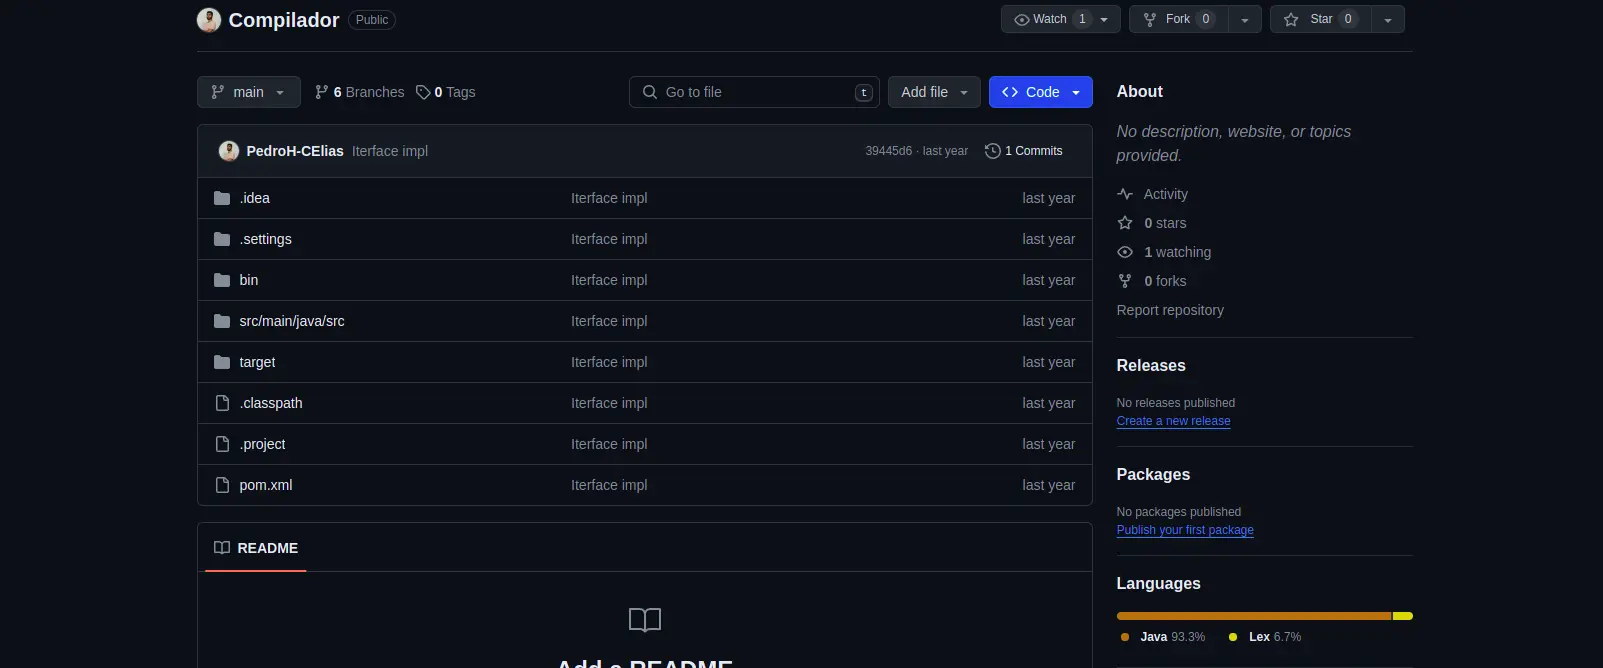 Compilador Public
Watch 1 Fork 0 Star 0
main 6 Branches 0 Tags Go to file t Add file Code
PedroH-CElias Iterface impl 39445d6 · last year 1 Commits
.idea Iterface impl last year
.settings Iterface impl last year
bin Iterface impl last year
src/main/java/src Iterface impl last year
target Iterface impl last year
.classpath Iterface impl last year
.project Iterface impl last year
pom.xml Iterface impl last year
README
Add a README
About
No description, website, or topics
provided.
Activity
0 stars
1 watching
0 forks
Report repository
Releases
No releases published
Create a new release
Packages
No packages published
Publish your first package
Languages
Java 93.3% Lex 6.7%